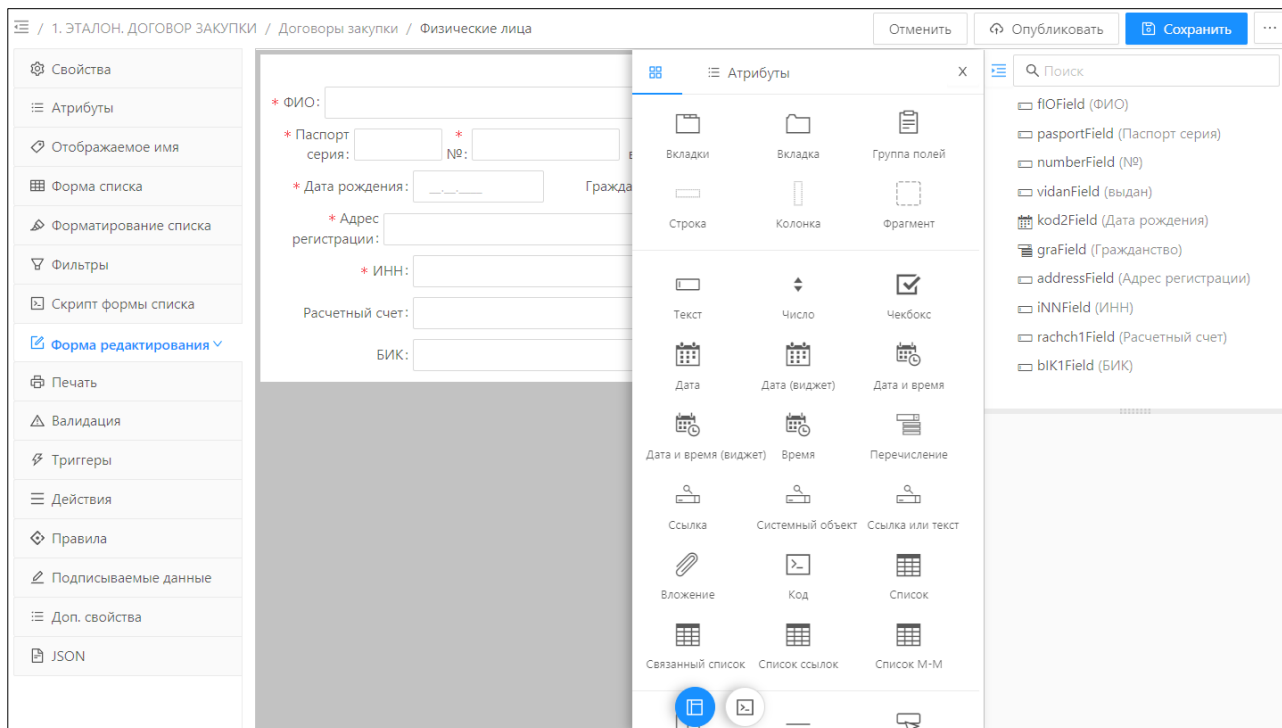 / 1. ЭТАЛОН. ДОГОВОР ЗАКУПКИ / Договоры закупки / Физические лица
Отменить
Опубликовать
Сохранить
...
Свойства
Атрибуты
Отображаемое имя
Форма списка
Форматирование списка
Фильтры
Скрипт формы списка
Форма редактирования
Печать
Валидация
Триггеры
Действия
Правила
Подписываемые данные
Доп. свойства
JSON
* ФИО:
* Паспорт серия:
* №:
* Дата рождения: __.__.____
Гражда
* Адрес регистрации:
* ИНН:
Расчетный счет:
БИК:
Атрибуты
X
Вкладки
Вкладка
Группа полей
Строка
Колонка
Фрагмент
Текст
Число
Чекбокс
Дата
Дата (виджет)
Дата и время
Дата и время (виджет)
Время
Перечисление
Ссылка
Системный объект
Ссылка или текст
Вложение
Код
Список
Связанный список
Список ссылок
Список М-М
Поиск
fIOField (ФИО)
pasportField (Паспорт серия)
numberField (№)
vidanField (выдан)
kod2Field (Дата рождения)
graField (Гражданство)
addressField (Адрес регистрации)
iNNField (ИНН)
rachch1Field (Расчетный счет)
bIK1Field (БИК)